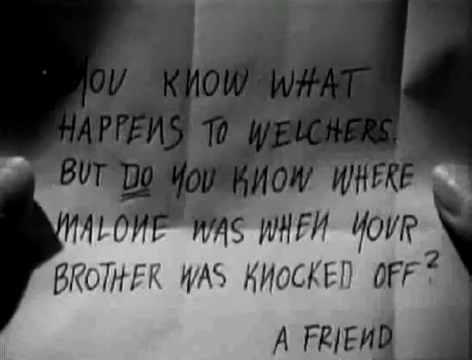 YOU KNOW WHAT
HAPPENS TO WELCHERS.
BUT DO YOU KNOW WHERE
MALONE WAS WHEN YOUR
BROTHER WAS KNOCKED OFF?
A FRIEND